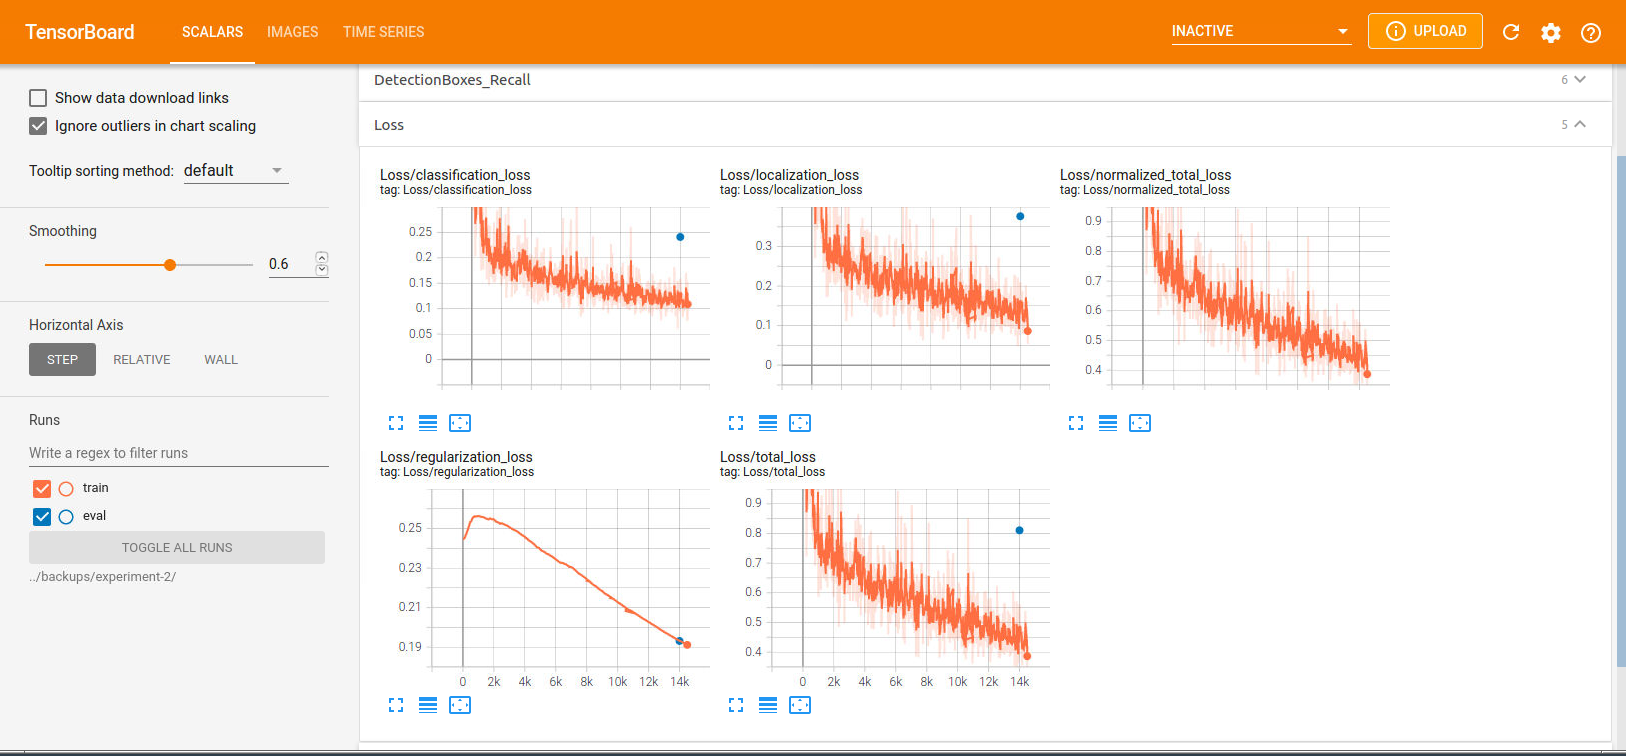 TensorBoard SCALARS IMAGES TIME SERIES INACTIVE UPLOAD
Show data download links
Ignore outliers in chart scaling
Tooltip sorting method: default
Smoothing
0.6
Horizontal Axis
STEP RELATIVE WALL
Runs
Write a regex to filter runs
train
eval
TOGGLE ALL RUNS
../backups/experiment-2/
DetectionBoxes_Recall 6
Loss 5
Loss/classification_loss
tag: Loss/classification_loss
0.25
0.2
0.15
0.1
0.05
0
Loss/localization_loss
tag: Loss/localization_loss
0.3
0.2
0.1
0
Loss/normalized_total_loss
tag: Loss/normalized_total_loss
0.9
0.8
0.7
0.6
0.5
0.4
Loss/regularization_loss
tag: Loss/regularization_loss
0.25
0.23
0.21
0.19
0 2k 4k 6k 8k 10k 12k 14k
Loss/total_loss
tag: Loss/total_loss
0.9
0.8
0.7
0.6
0.5
0.4
0 2k 4k 6k 8k 10k 12k 14k